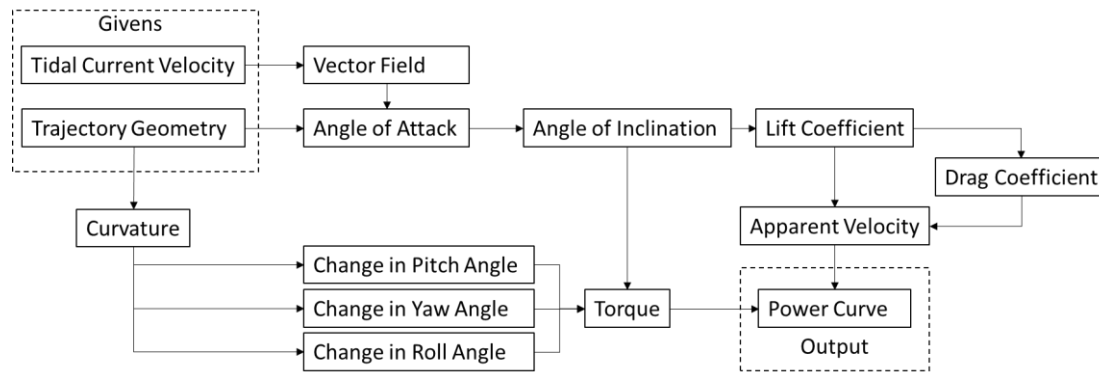 Givens
Tidal Current Velocity
Vector Field
Trajectory Geometry
Angle of Attack
Angle of Inclination
Lift Coefficient
Drag Coefficient
Curvature
Apparent Velocity
Change in Pitch Angle
Change in Yaw Angle
Torque
Power Curve
Change in Roll Angle
Output